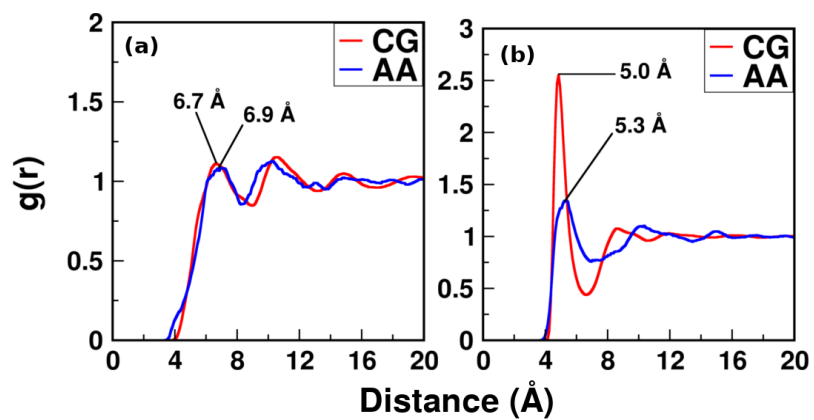 (a)
CG
AA
6.7 Å
6.9 Å
2
1.5
1
0.5
0
0 4 8 12 16 20
g(r)
(b)
CG
AA
5.0 Å
5.3 Å
3
2.5
2
1.5
1
0.5
0
0 4 8 12 16 20
Distance (Å)